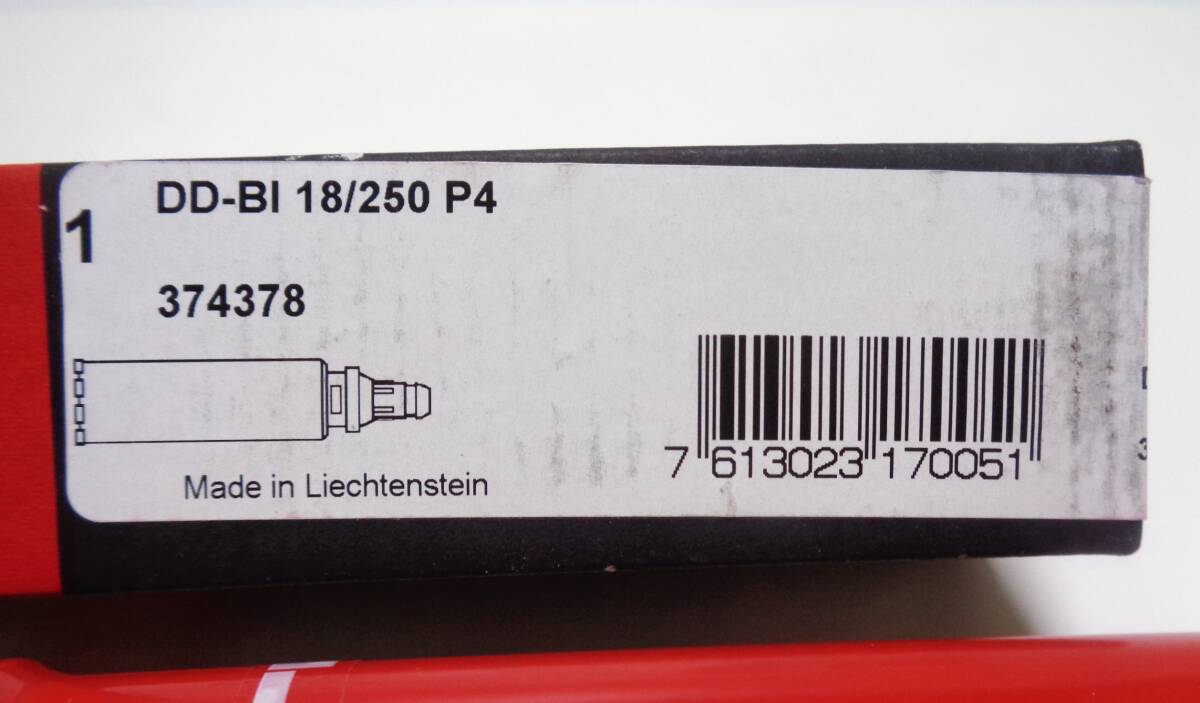 DD-BI 18/250 P4
1
374378
7 613023 170051
Made in Liechtenstein